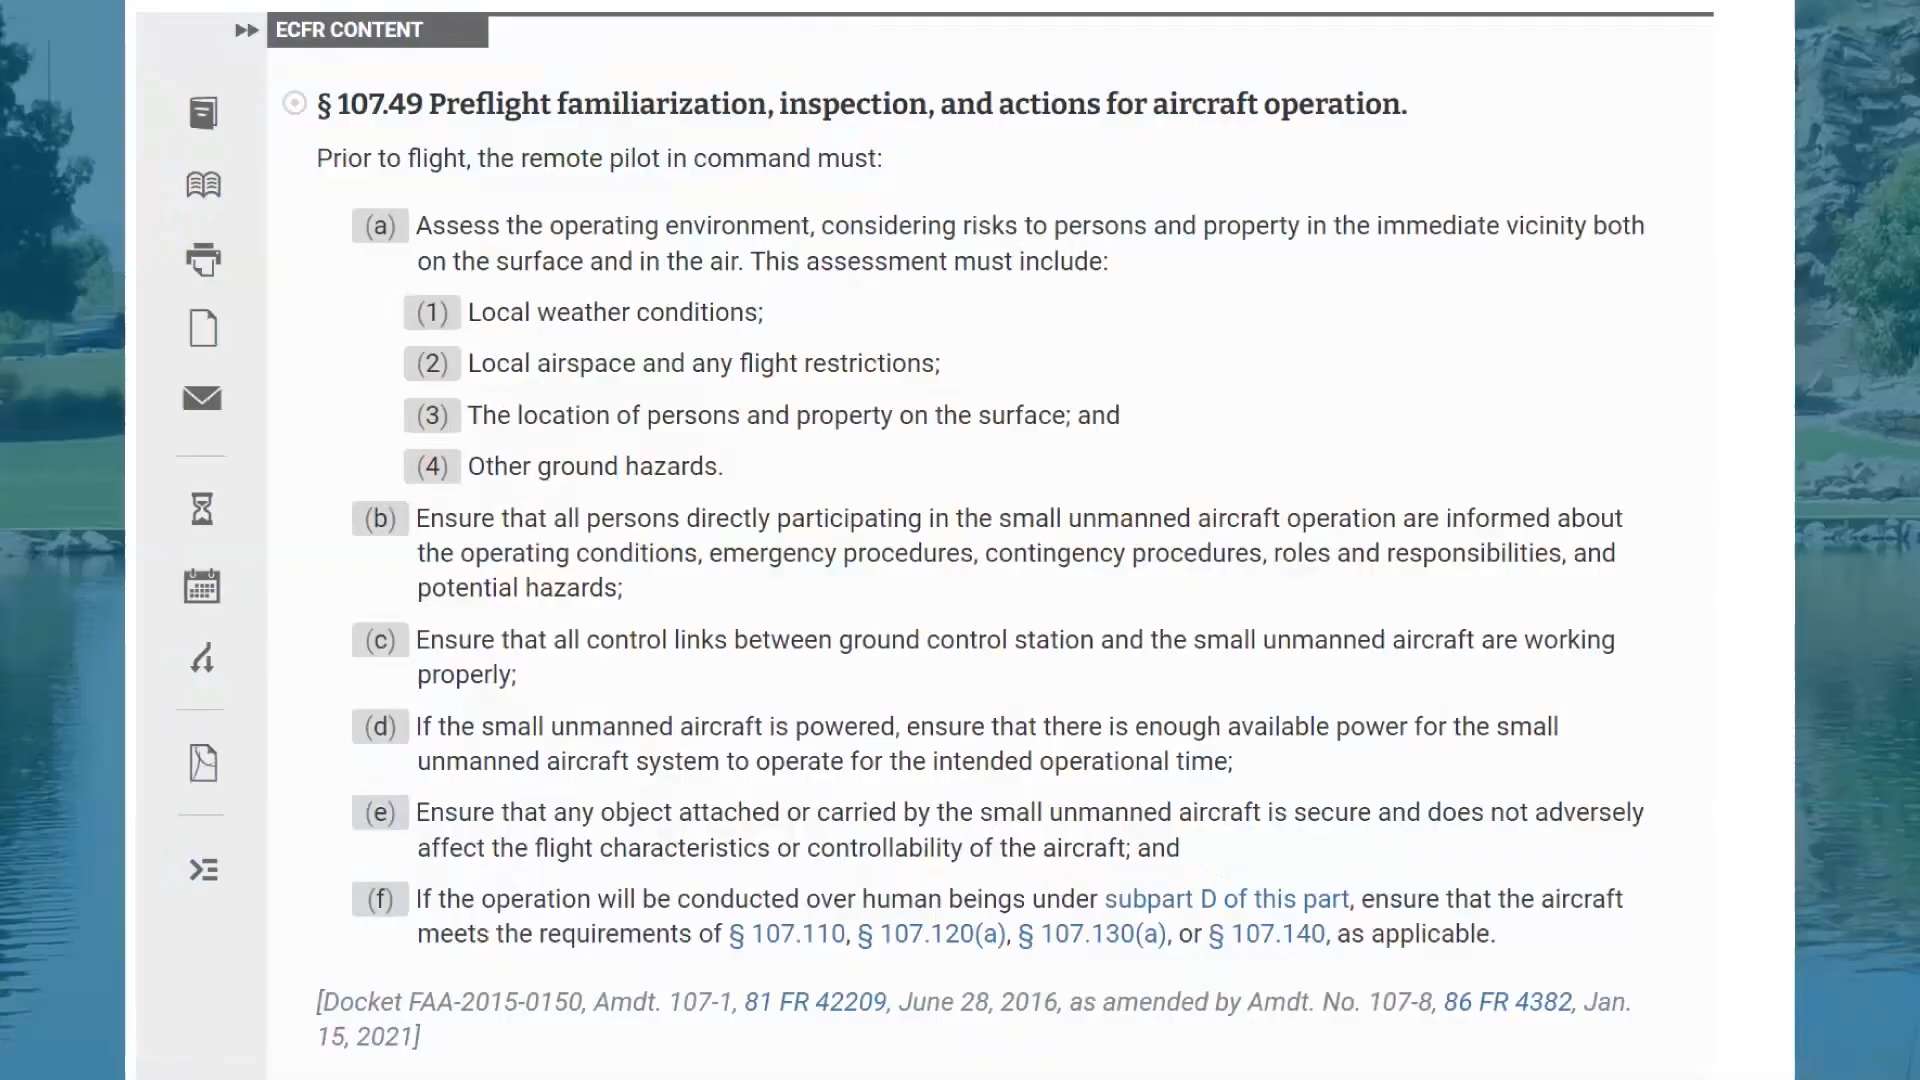 ECFR CONTENT
§ 107.49 Preflight familiarization, inspection, and actions for aircraft operation.
Prior to flight, the remote pilot in command must:
(a) Assess the operating environment, considering risks to persons and property in the immediate vicinity both
on the surface and in the air. This assessment must include:
(1) Local weather conditions;
(2) Local airspace and any flight restrictions;
(3) The location of persons and property on the surface; and
(4) Other ground hazards.
(b) Ensure that all persons directly participating in the small unmanned aircraft operation are informed about
the operating conditions, emergency procedures, contingency procedures, roles and responsibilities, and
potential hazards;
(c) Ensure that all control links between ground control station and the small unmanned aircraft are working
properly;
(d) If the small unmanned aircraft is powered, ensure that there is enough available power for the small
unmanned aircraft system to operate for the intended operational time;
(e) Ensure that any object attached or carried by the small unmanned aircraft is secure and does not adversely
affect the flight characteristics or controllability of the aircraft; and
(f) If the operation will be conducted over human beings under subpart D of this part, ensure that the aircraft
meets the requirements of § 107.110, § 107.120(a), § 107.130(a), or § 107.140, as applicable.
[Docket FAA-2015-0150, Amdt. 107-1, 81 FR 42209, June 28, 2016, as amended by Amdt. No. 107-8, 86 FR 4382, Jan.
15, 2021]